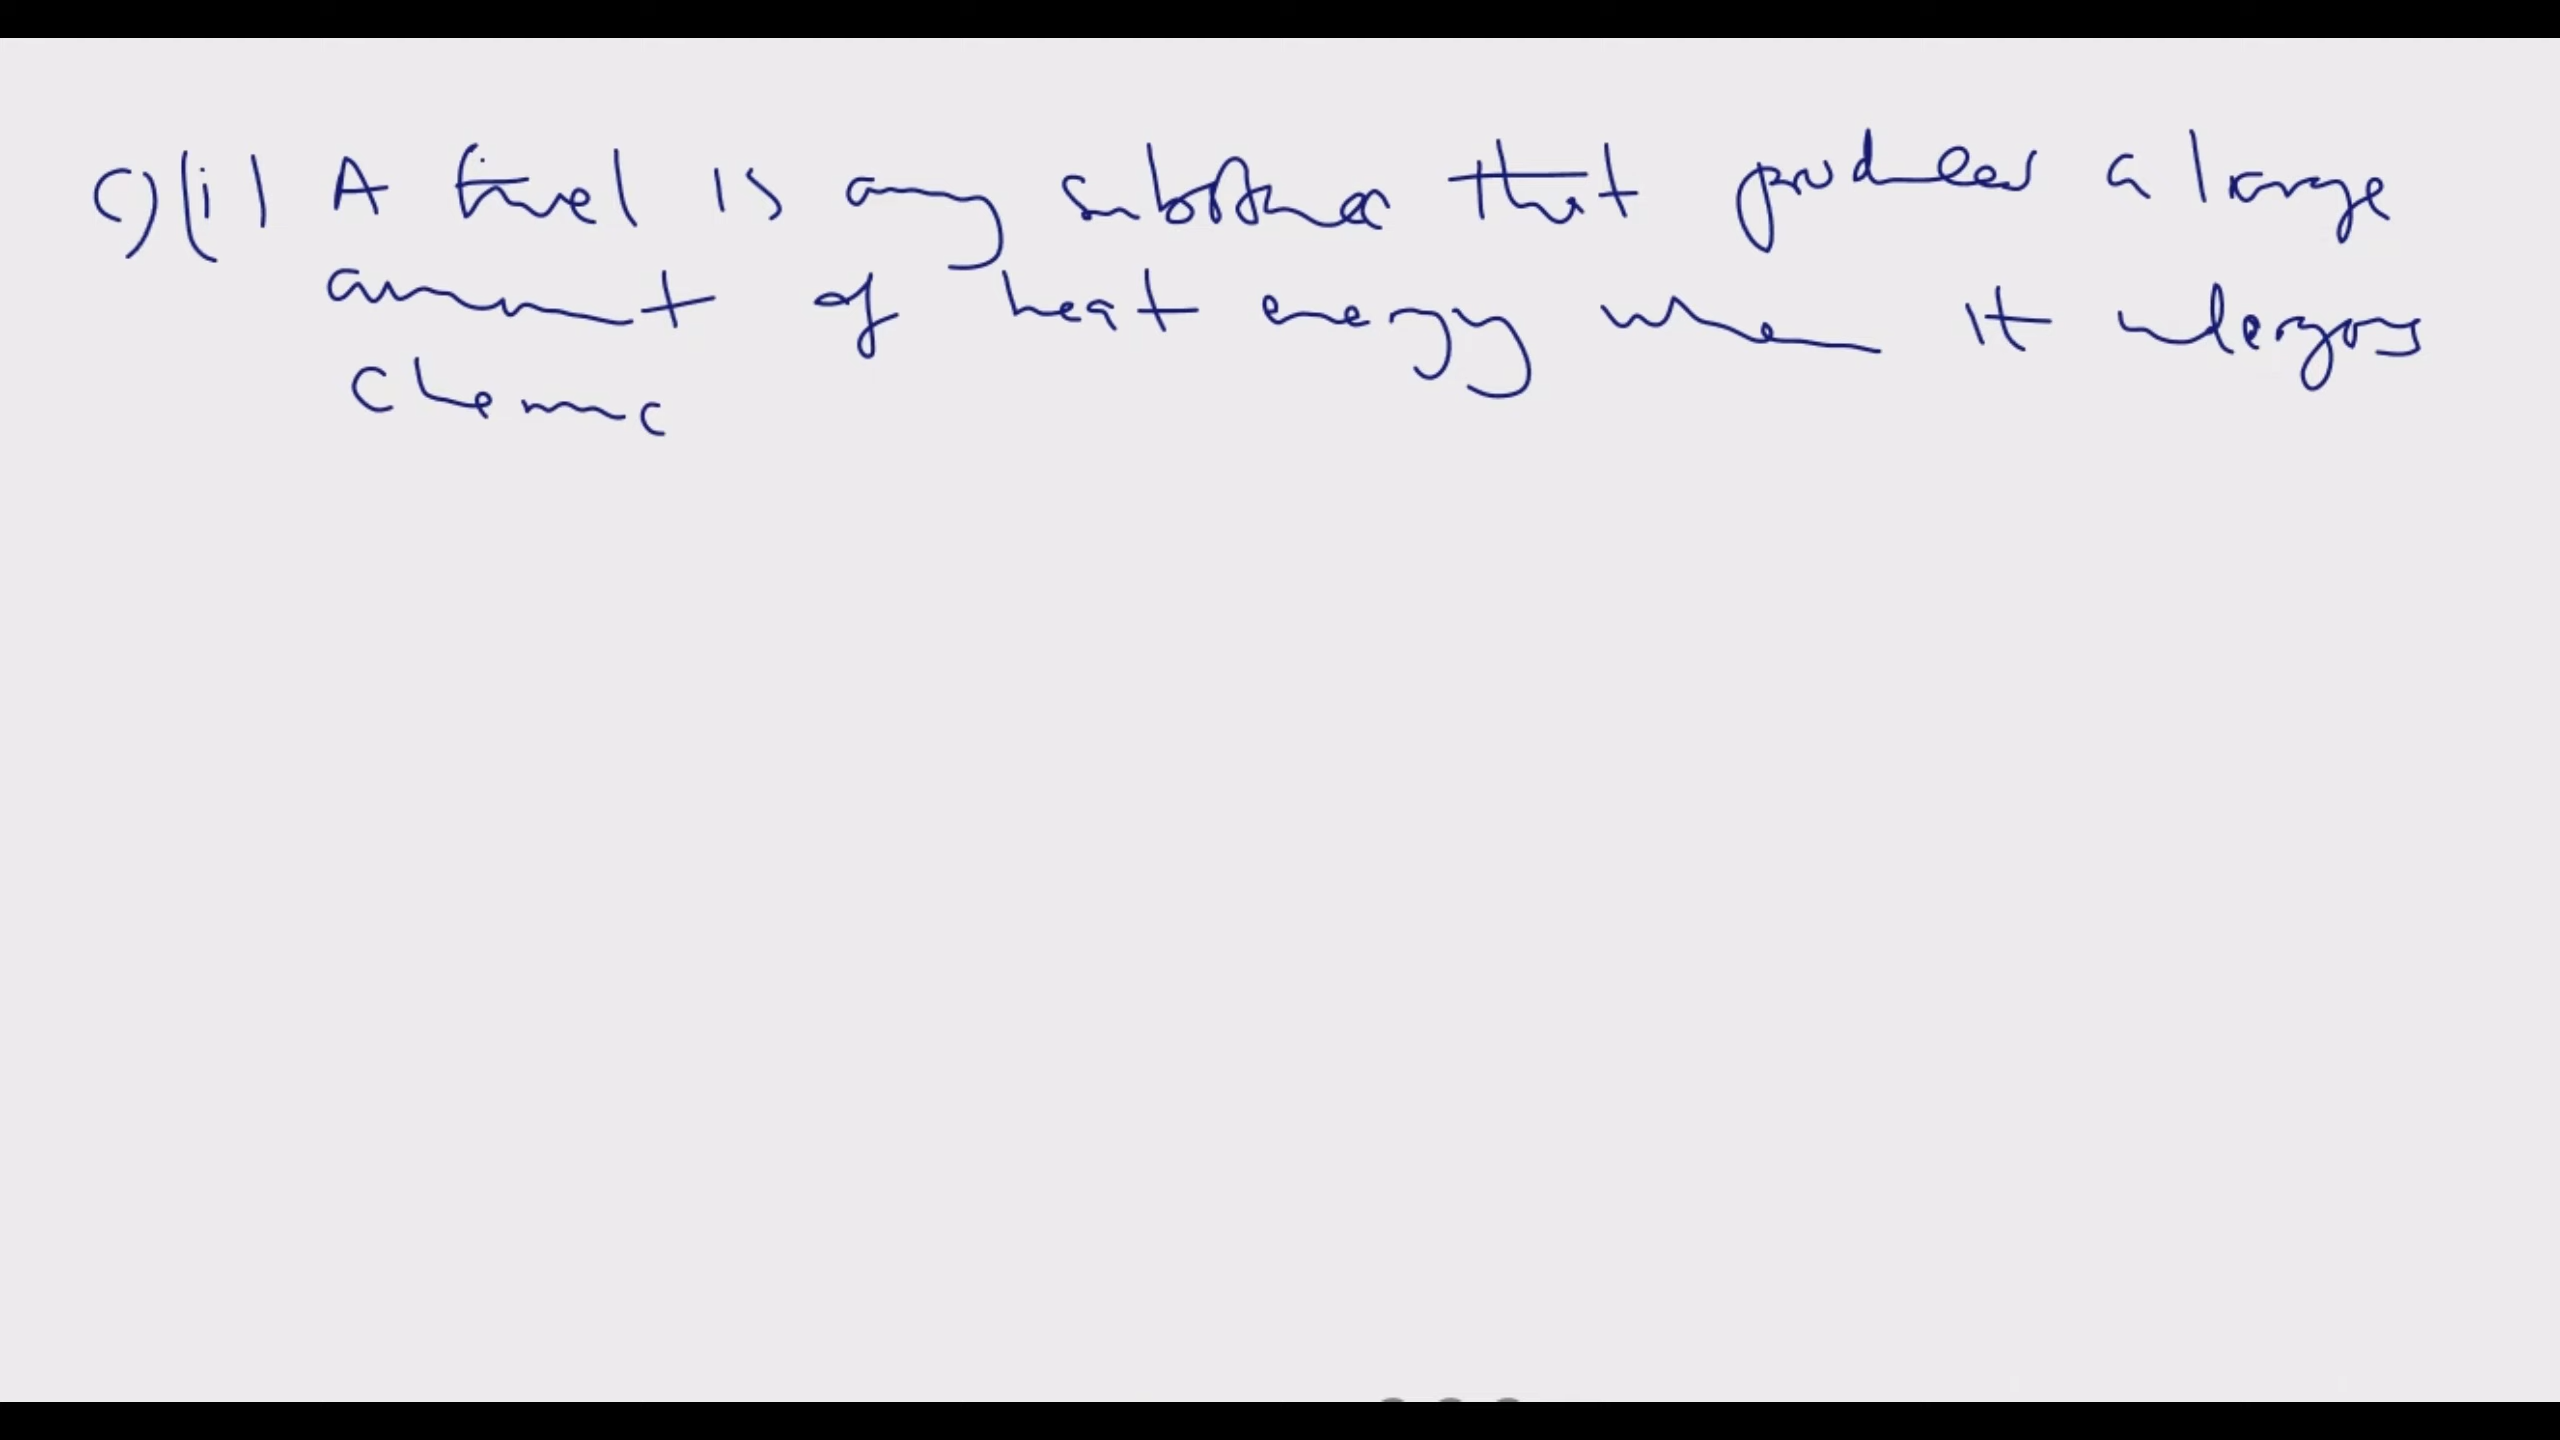 c)(i) A fuel is any substance that produces a large
amount of heat energy when it undergoes
chemic